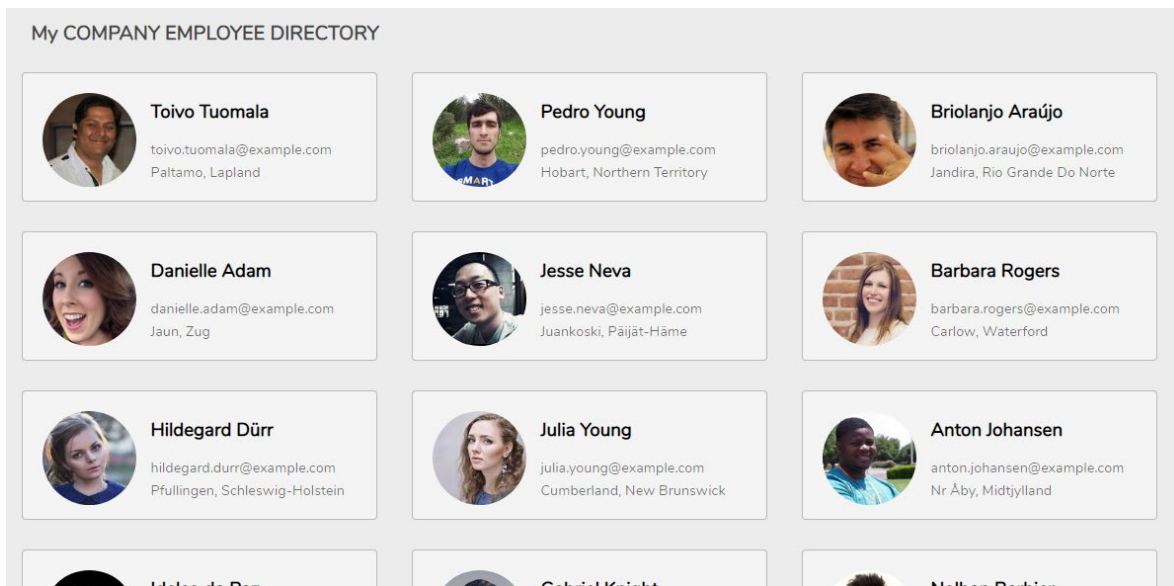 My COMPANY EMPLOYEE DIRECTORY
Toivo Tuomala
toivo.tuomala@example.com
Paltamo, Lapland
Pedro Young
pedro.young@example.com
Hobart, Northern Territory
SMART
Briolanjo Araújo
briolanjo.araujo@example.com
Jandira, Rio Grande Do Norte
Danielle Adam
danielle.adam@example.com
Jaun, Zug
Jesse Neva
jesse.neva@example.com
Juankoski, Päijät-Häme
Barbara Rogers
barbara.rogers@example.com
Carlow, Waterford
Hildegard Dürr
hildegard.durr@example.com
Pfullingen, Schleswig-Holstein
Julia Young
julia.young@example.com
Cumberland, New Brunswick
Anton Johansen
anton.johansen@example.com
Nr Åby, Midtjylland
Gabriel Knight